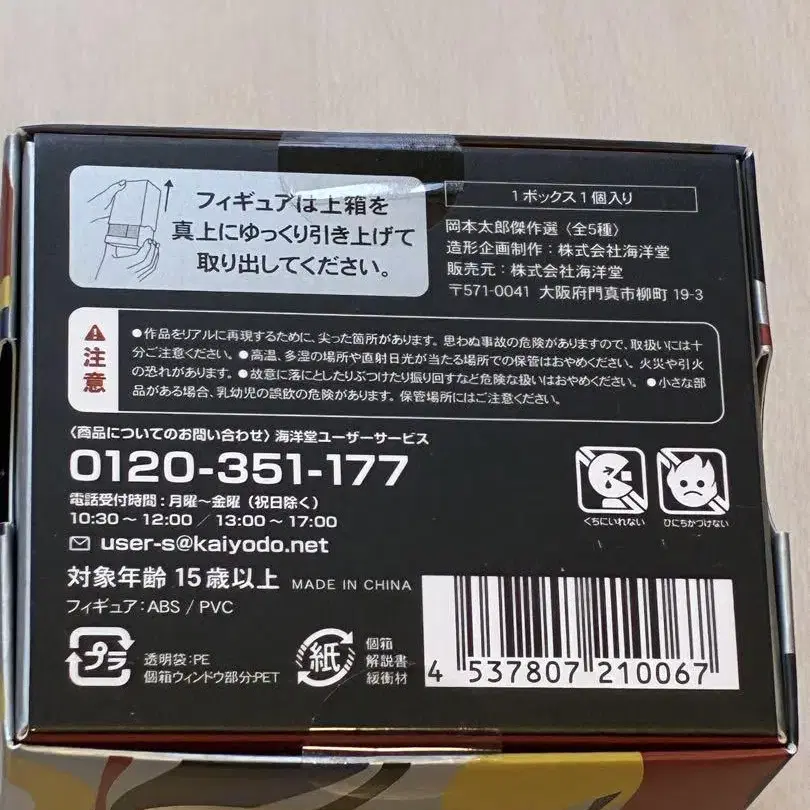 フィギュアは上箱を
真上にゆっくり引き上げて
取り出してください。
1ボックス1個入り
岡本太郎傑作選〈全5種〉
造形企画制作：株式会社海洋堂
販売元：株式会社海洋堂
〒571-0041 大阪府門真市柳町 19-3
注意
●作品をリアルに再現するために、尖った箇所があります。思わぬ事故の危険がありますので、取扱いには十
分ご注意ください。●高温、多湿の場所や直射日光が当たる場所での保管はおやめください。火災や引火
の恐れがあります。●故意に落としたりぶつけたり振り回すなど危険な扱いはおやめください。●小さな部
品がある場合、乳幼児の誤飲の危険があります。保管場所にはご注意ください。
〈商品についてのお問い合わせ〉海洋堂ユーザーサービス
0120-351-177
電話受付時間：月曜～金曜（祝日除く）
10:30～12:00／13:00～17:00
user-s@kaiyodo.net
くちにいれない
ひにちかづけない
対象年齢 15歳以上 MADE IN CHINA
フィギュア：ABS / PVC
プラ
透明袋：PE
個箱ウィンドウ部分：PET
紙
個箱
解説書
緩衝材
4 537807 210067